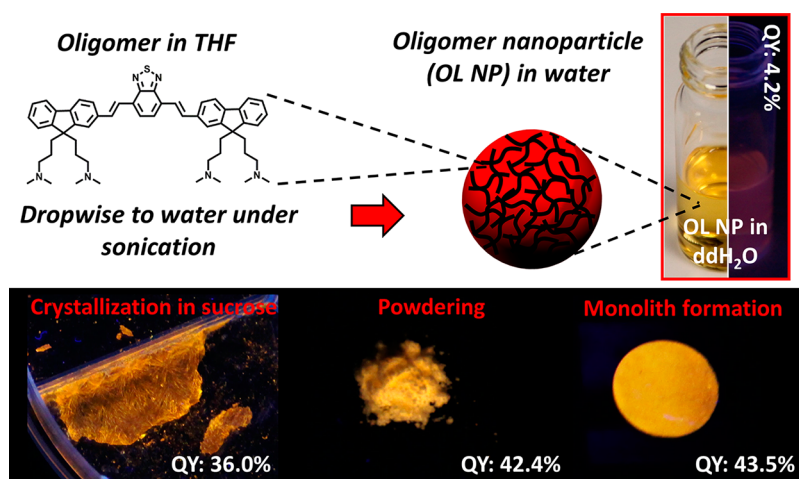 Oligomer in THF
N
S
N
N
N
N
N
Dropwise to water under
sonication
Oligomer nanoparticle
(OL NP) in water
QY: 4.2%
OL NP in
ddH₂O
Crystallization in sucrose
QY: 36.0%
Powdering
QY: 42.4%
Monolith formation
QY: 43.5%